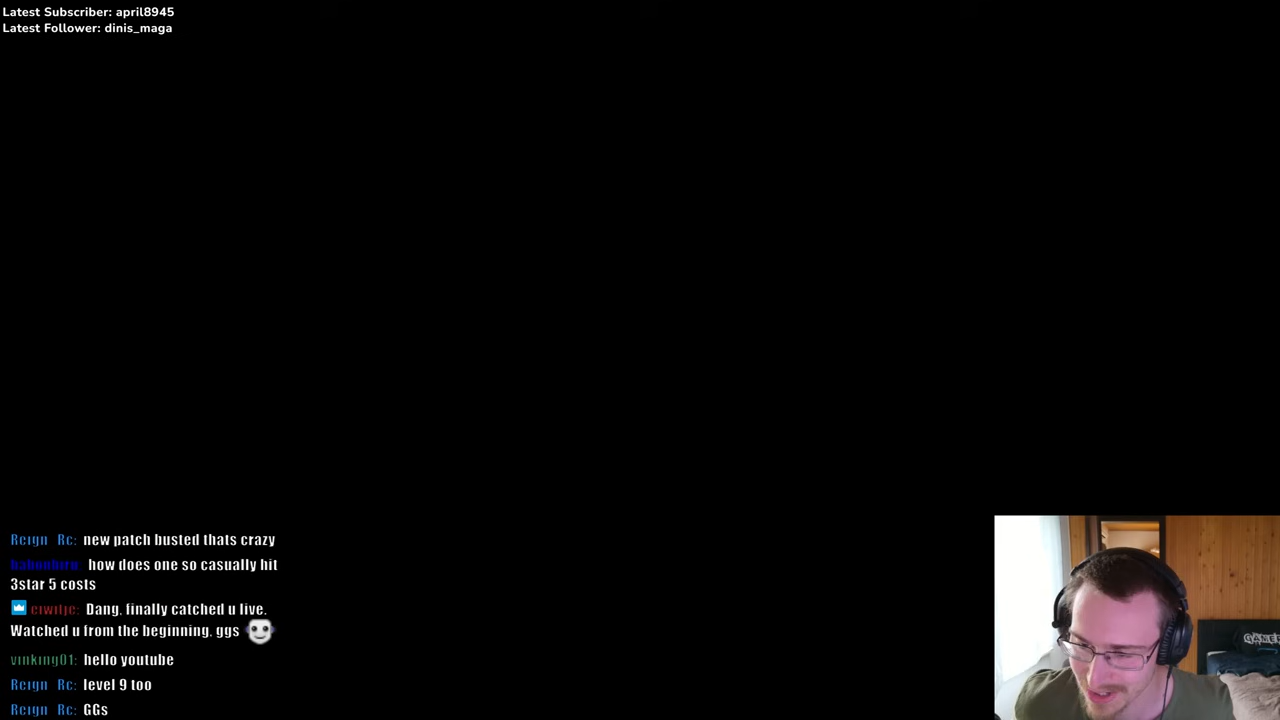 Latest Subscriber: april8945
Latest Follower: dinis_maga
Reign_Rc: new patch busted thats crazy
how does one so casually hit
3star 5 costs
Dang, finally catched u live.
Watched u from the beginning, ggs
vinking01: hello youtube
Reign_Rc: level 9 too
Reign_Rc: GGs